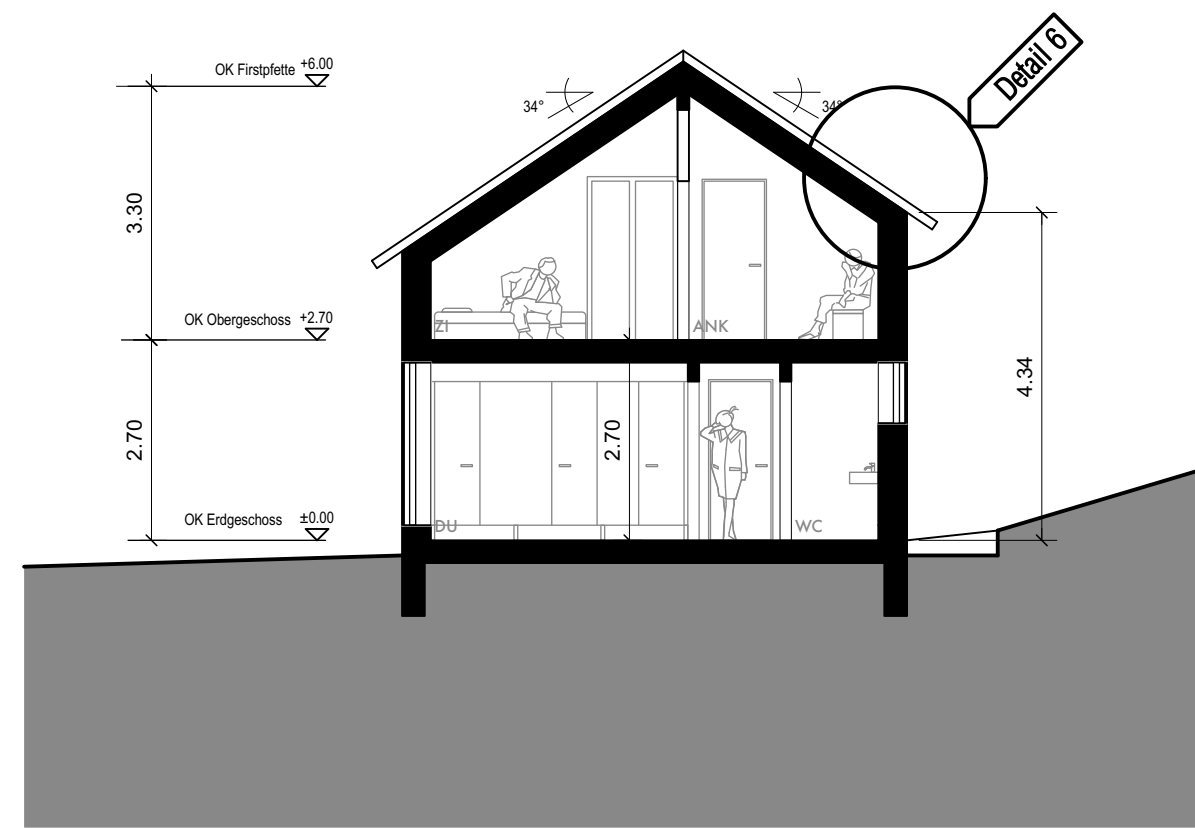 OK Firstpfette +6.00
34°
34°
Detail 6
3.30
OK Obergeschoss +2.70
ZI
ANK
4.34
2.70
2.70
OK Erdgeschoss ±0.00
DU
WC